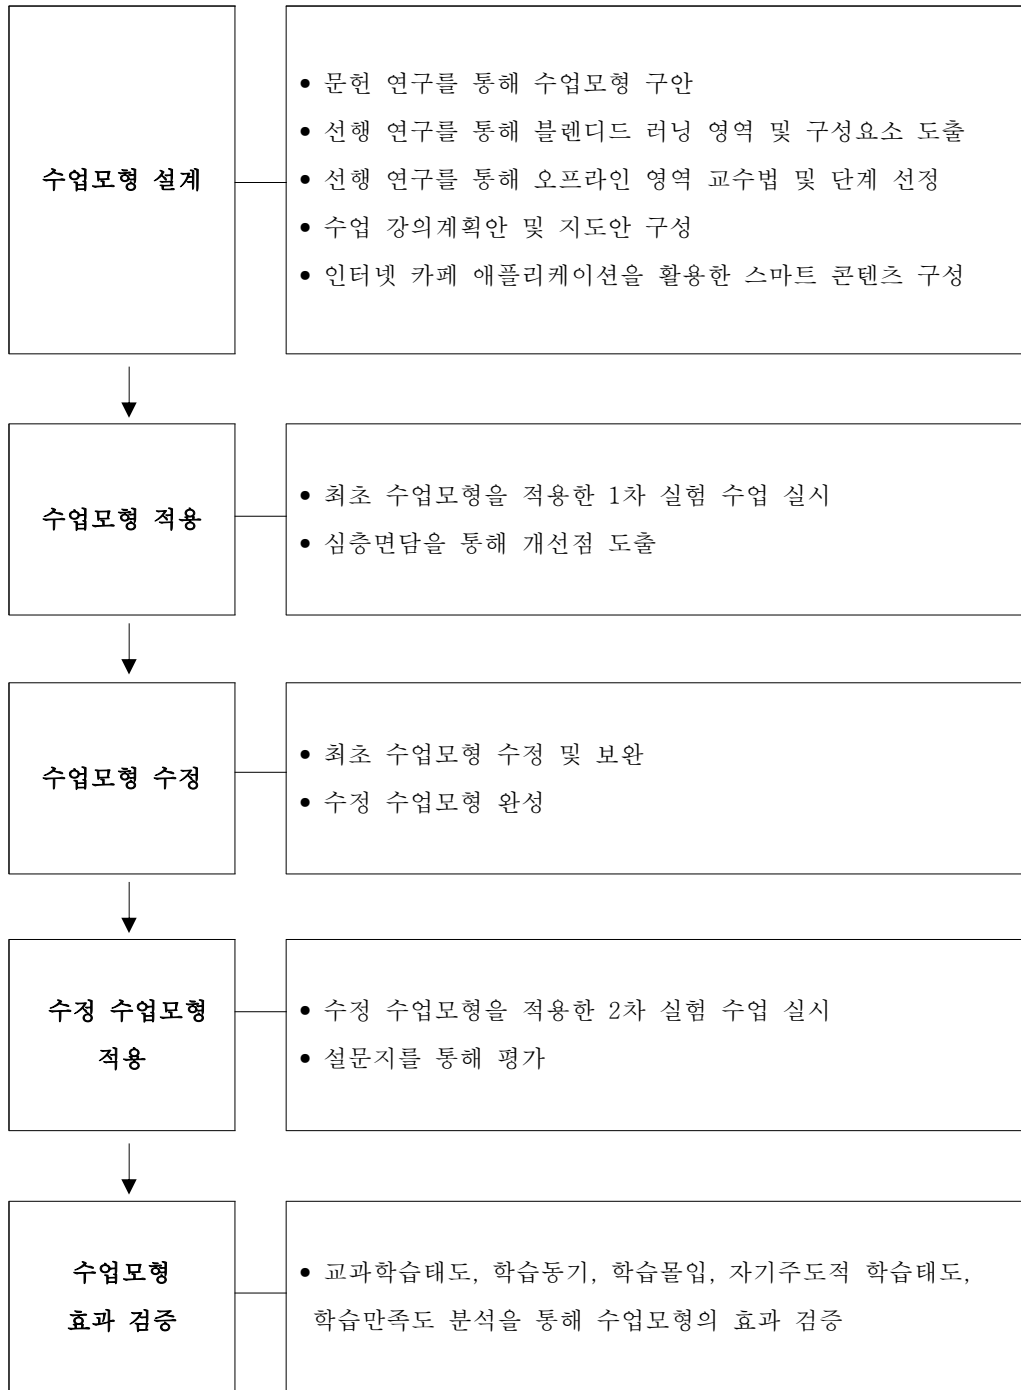 수업모형 설계
• 문헌 연구를 통해 수업모형 구안
• 선행 연구를 통해 블렌디드 러닝 영역 및 구성요소 도출
• 선행 연구를 통해 오프라인 영역 교수법 및 단계 선정
• 수업 강의계획안 및 지도안 구성
• 인터넷 카페 애플리케이션을 활용한 스마트 콘텐츠 구성
수업모형 적용
• 최초 수업모형을 적용한 1차 실험 수업 실시
• 심층면담을 통해 개선점 도출
수업모형 수정
• 최초 수업모형 수정 및 보완
• 수정 수업모형 완성
수정 수업모형
적용
• 수정 수업모형을 적용한 2차 실험 수업 실시
• 설문지를 통해 평가
수업모형
효과 검증
• 교과학습태도, 학습동기, 학습몰입, 자기주도적 학습태도,
학습만족도 분석을 통해 수업모형의 효과 검증